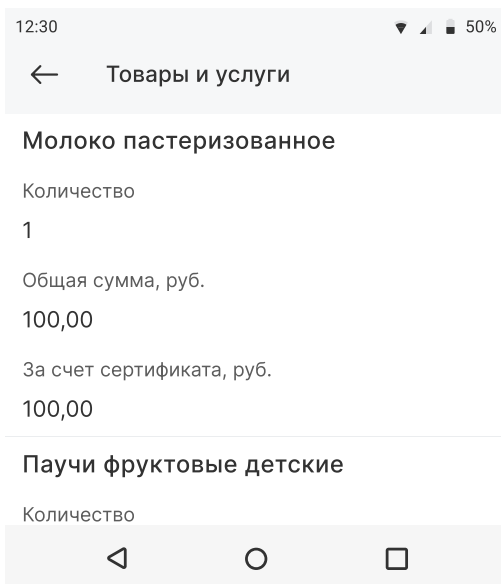 12:30 50%
Товары и услуги
Молоко пастеризованное
Количество
1
Общая сумма, руб.
100,00
За счет сертификата, руб.
100,00
Паучи фруктовые детские
Количество